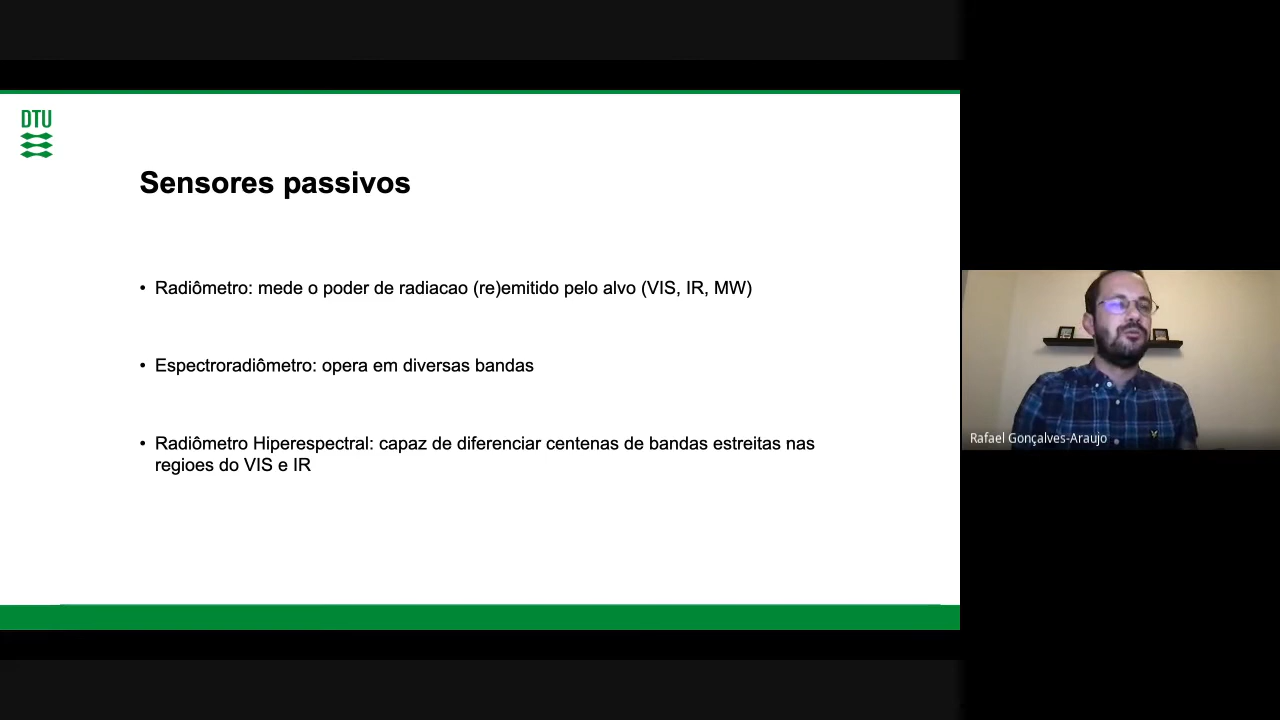 DTU
Sensores passivos
• Radiômetro: mede o poder de radiacao (re)emitido pelo alvo (VIS, IR, MW)
• Espectroradiômetro: opera em diversas bandas
• Radiômetro Hiperespectral: capaz de diferenciar centenas de bandas estreitas nas
regioes do VIS e IR
Rafael Gonçalves-Araujo